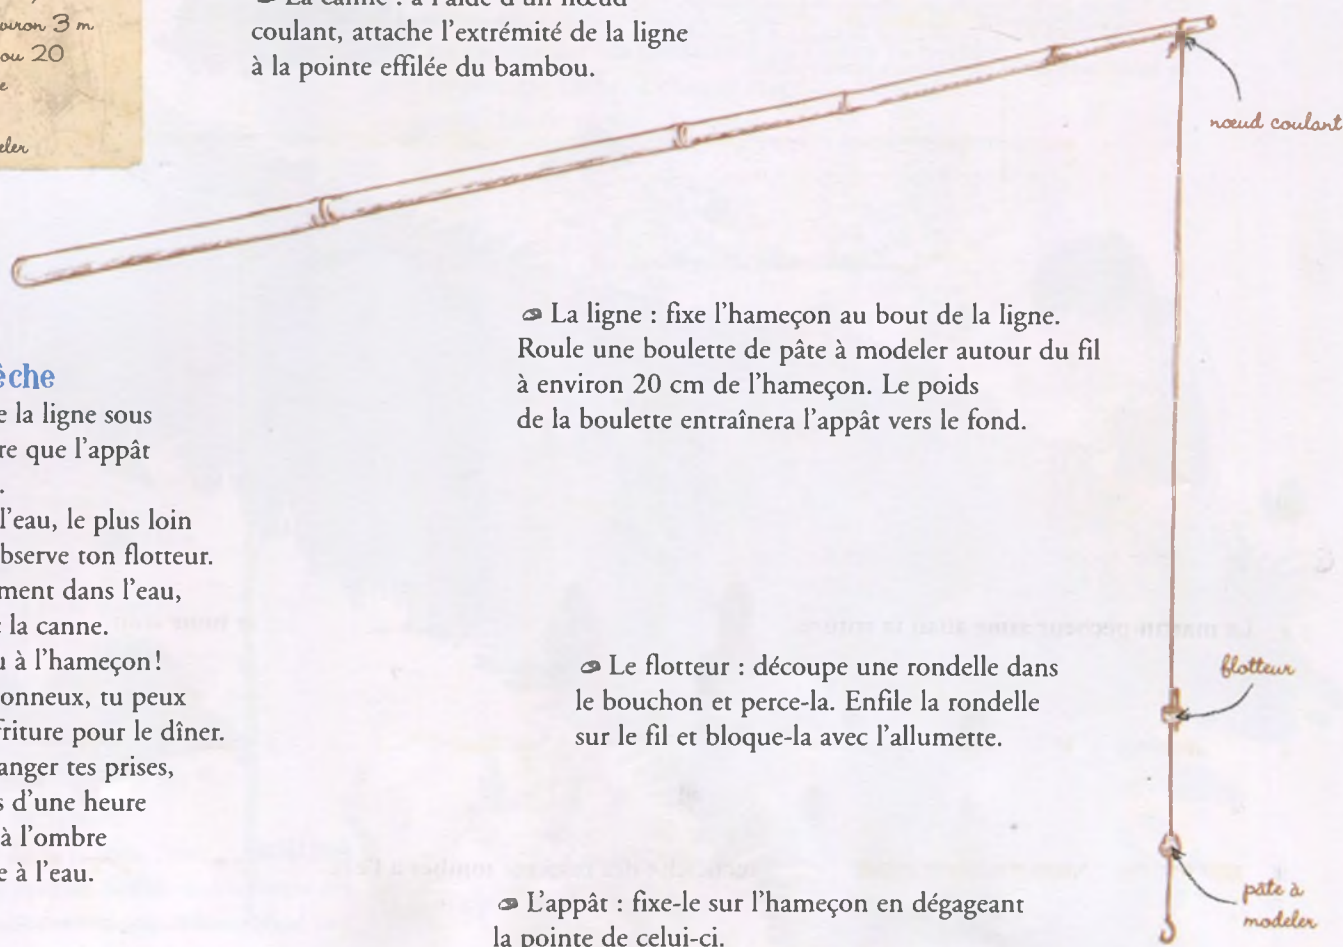 3 m
ou 20
coulant, attache l'extrémité de la ligne
à la pointe effilée du bambou.
nœud coulant
La ligne : fixe l'hameçon au bout de la ligne.
Roule une boulette de pâte à modeler autour du fil
à environ 20 cm de l'hameçon. Le poids
de la boulette entraînera l'appât vers le fond.
êche
e la ligne sous
re que l'appât
.
l'eau, le plus loin
bserve ton flotteur.
ment dans l'eau,
la canne.
à l'hameçon!
onneux, tu peux
friture pour le dîner.
anger tes prises,
s d'une heure
à l'ombre
e à l'eau.
Le flotteur : découpe une rondelle dans
le bouchon et perce-la. Enfile la rondelle
sur le fil et bloque-la avec l'allumette.
flotteur
L'appât : fixe-le sur l'hameçon en dégageant
la pointe de celui-ci.
pâte à
modeler